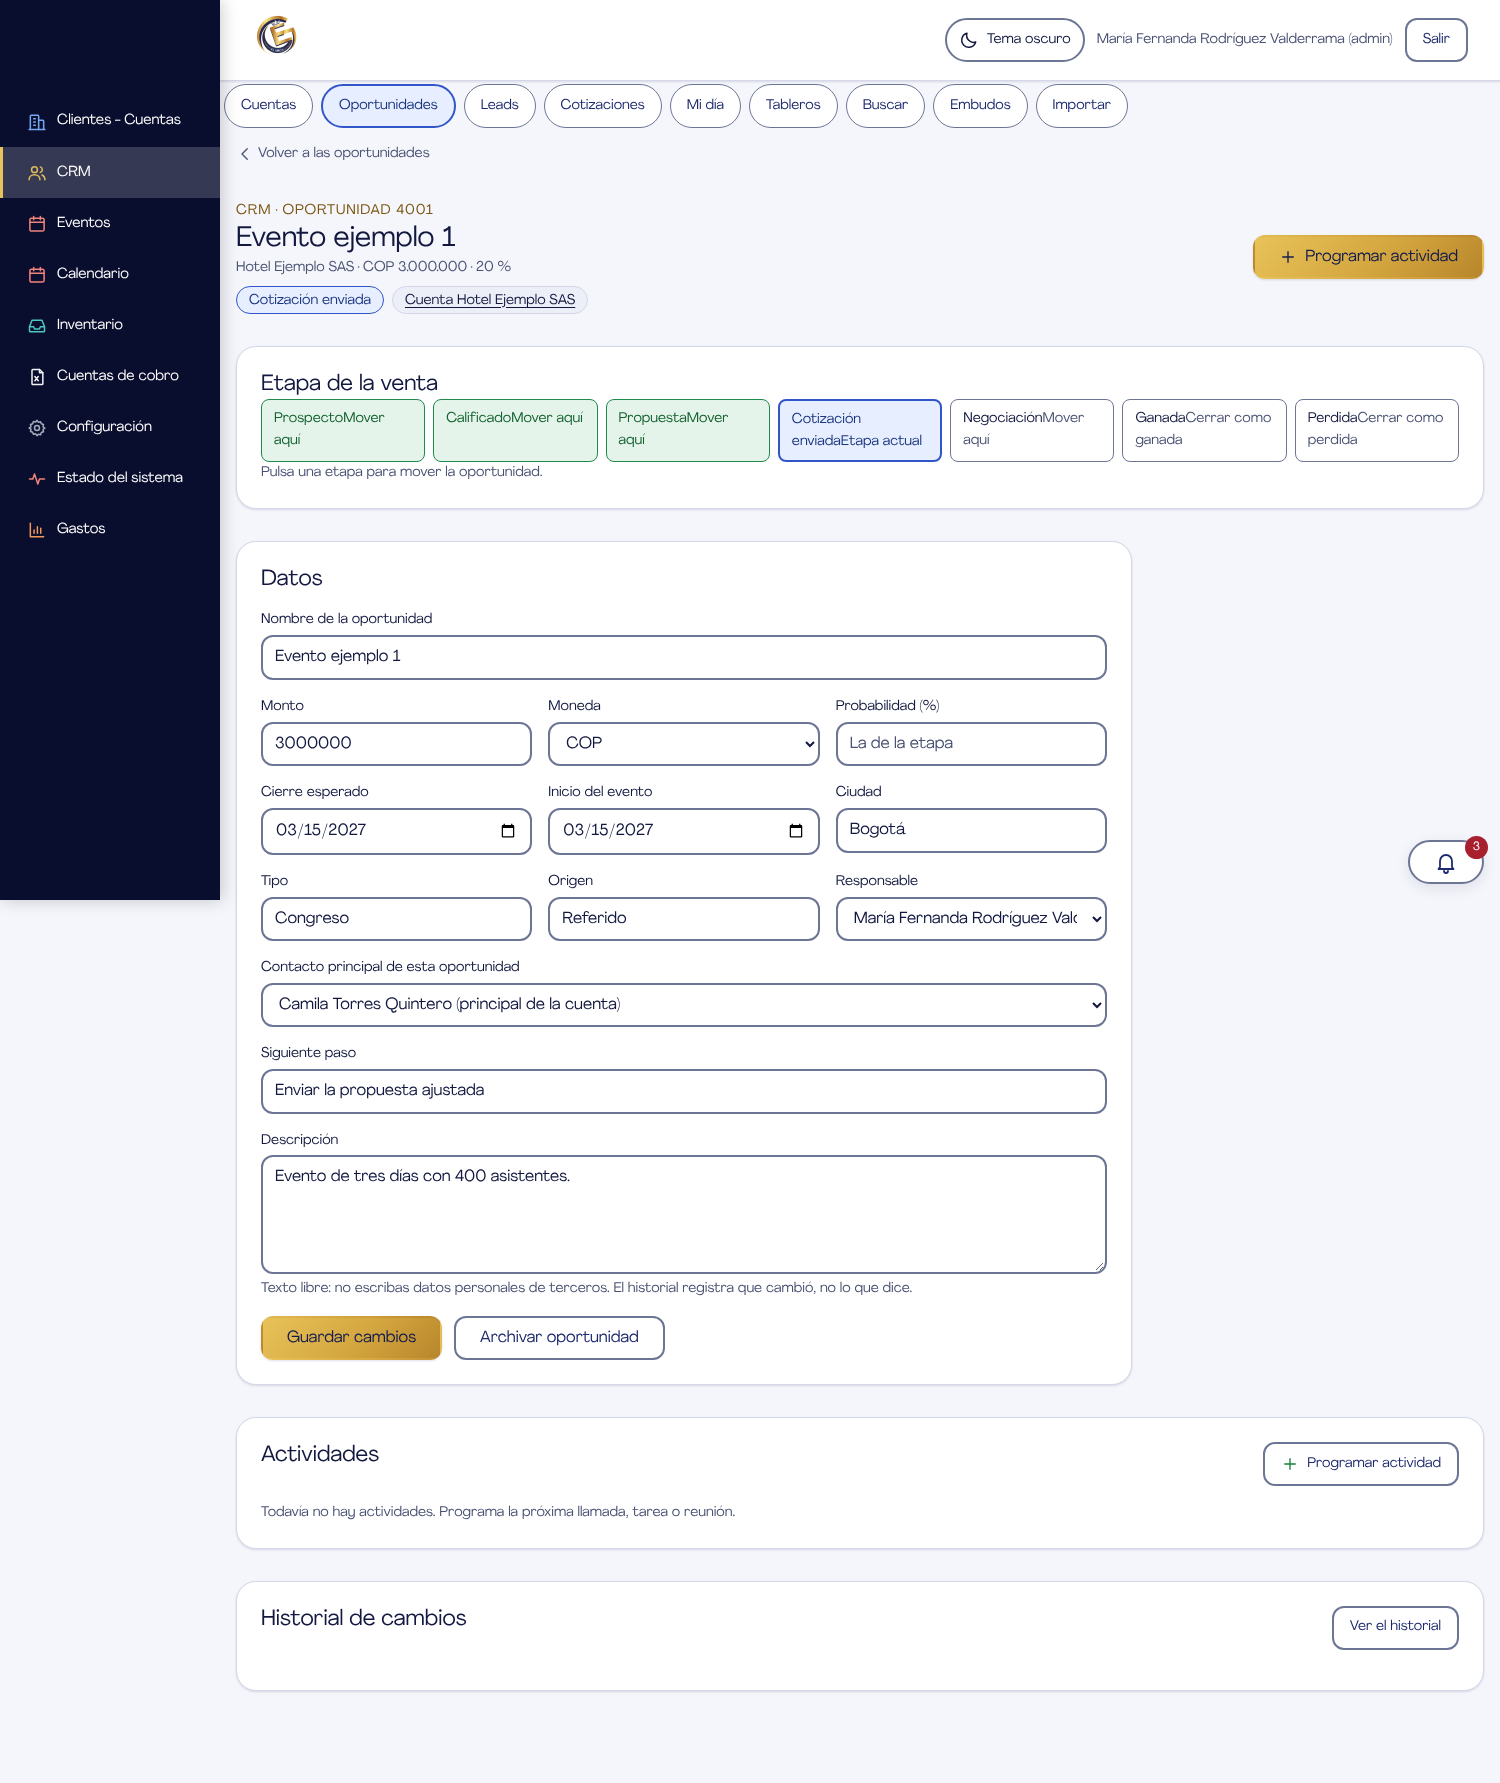 Tema oscuro
María Fernanda Rodríguez Valderrama (admin)
Salir
Clientes - Cuentas
CRM
Eventos
Calendario
Inventario
Cuentas de cobro
Configuración
Estado del sistema
Gastos
Cuentas
Oportunidades
Leads
Cotizaciones
Mi día
Tableros
Buscar
Embudos
Importar
Volver a las oportunidades
CRM · OPORTUNIDAD 4001
Evento ejemplo 1
Hotel Ejemplo SAS · COP 3.000.000 · 20 %
Cotización enviada
Cuenta Hotel Ejemplo SAS
Programar actividad
Etapa de la venta
ProspectoMover
aquí
CalificadoMover aquí
PropuestaMover
aquí
Cotización
enviadaEtapa actual
NegociaciónMover
aquí
GanadaCerrar como
ganada
PerdidaCerrar como
perdida
Pulsa una etapa para mover la oportunidad.
Datos
Nombre de la oportunidad
Evento ejemplo 1
Monto
3000000
Moneda
COP
Probabilidad (%)
La de la etapa
Cierre esperado
03/15/2027
Inicio del evento
03/15/2027
Ciudad
Bogotá
Tipo
Congreso
Origen
Referido
Responsable
María Fernanda Rodríguez Val
Contacto principal de esta oportunidad
Camila Torres Quintero (principal de la cuenta)
Siguiente paso
Enviar la propuesta ajustada
Descripción
Evento de tres días con 400 asistentes.
Texto libre: no escribas datos personales de terceros. El historial registra que cambió, no lo que dice.
Guardar cambios
Archivar oportunidad
3
Actividades
Programar actividad
Todavía no hay actividades. Programa la próxima llamada, tarea o reunión.
Historial de cambios
Ver el historial